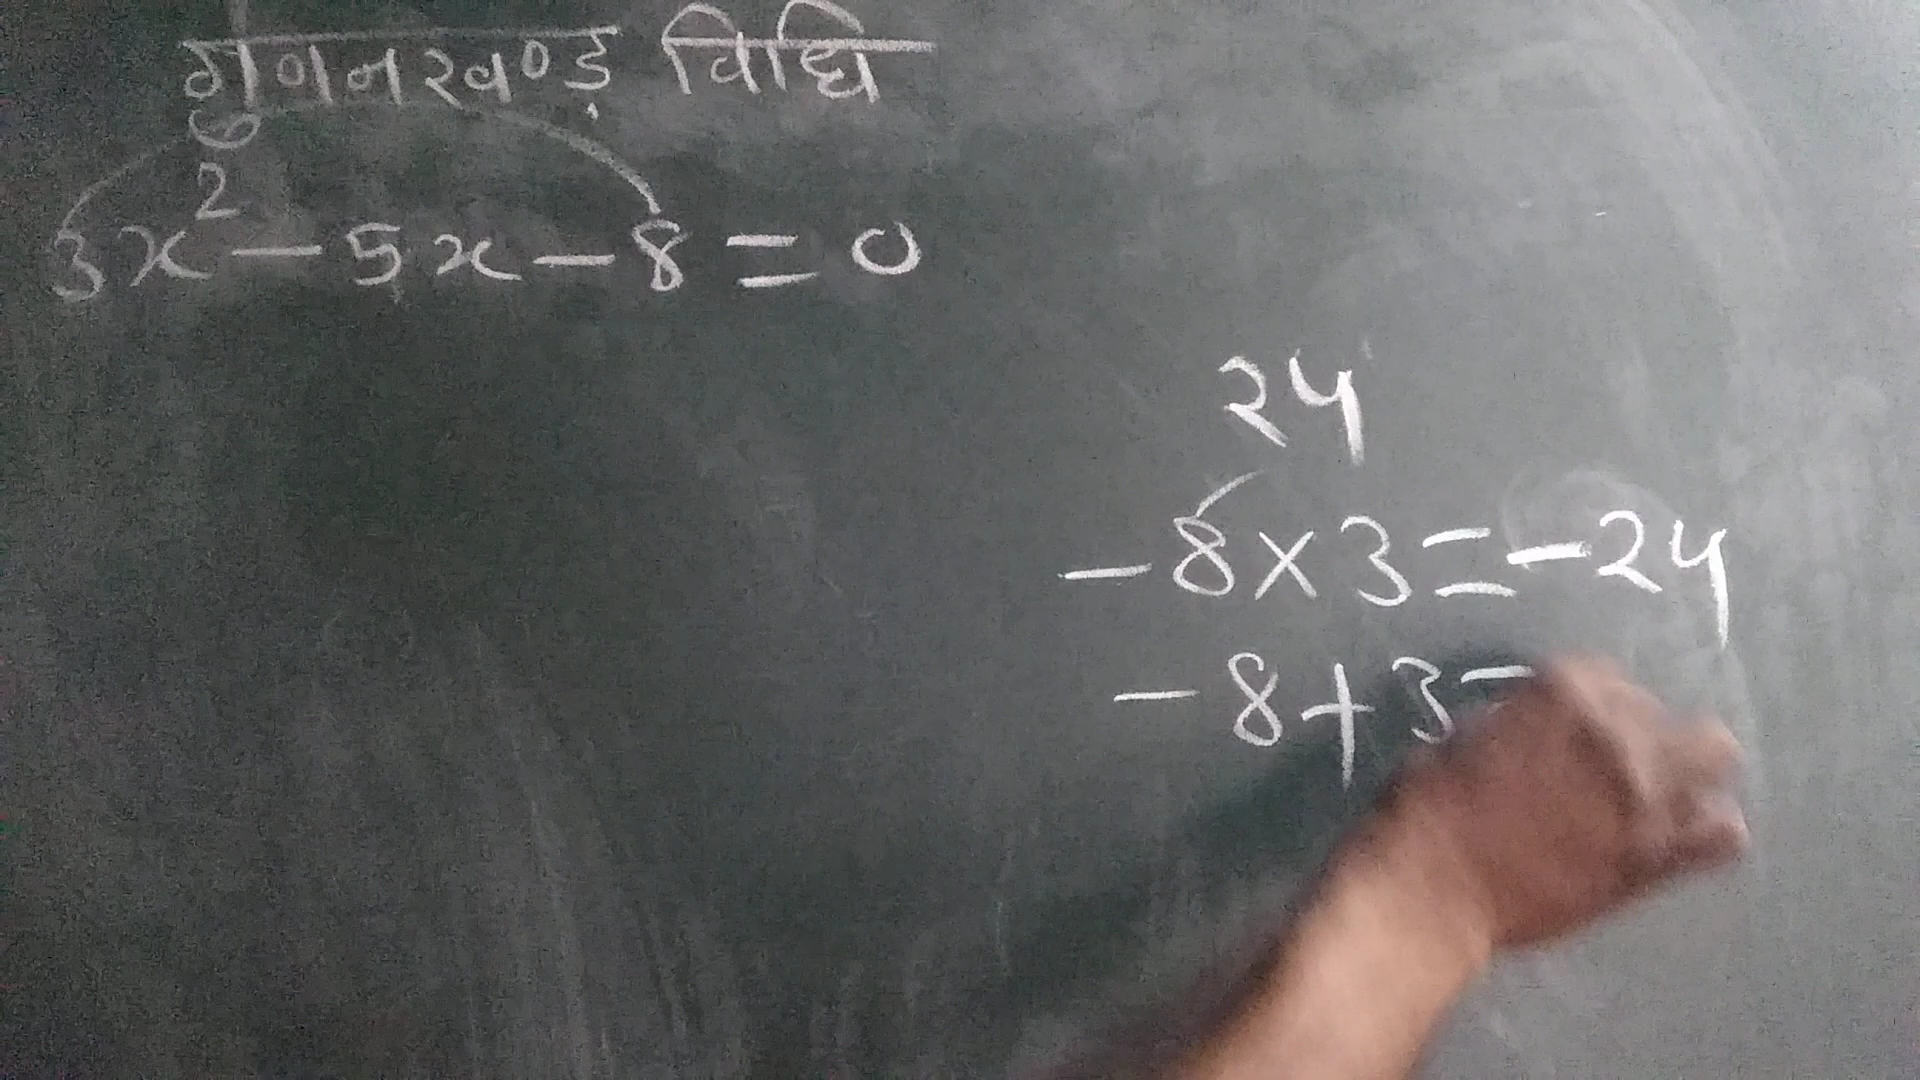 गुणनखण्ड़ विधि
3x² - 5x - 8 = 0
24
- 8 × 3 = - 24
- 8 + 3 =